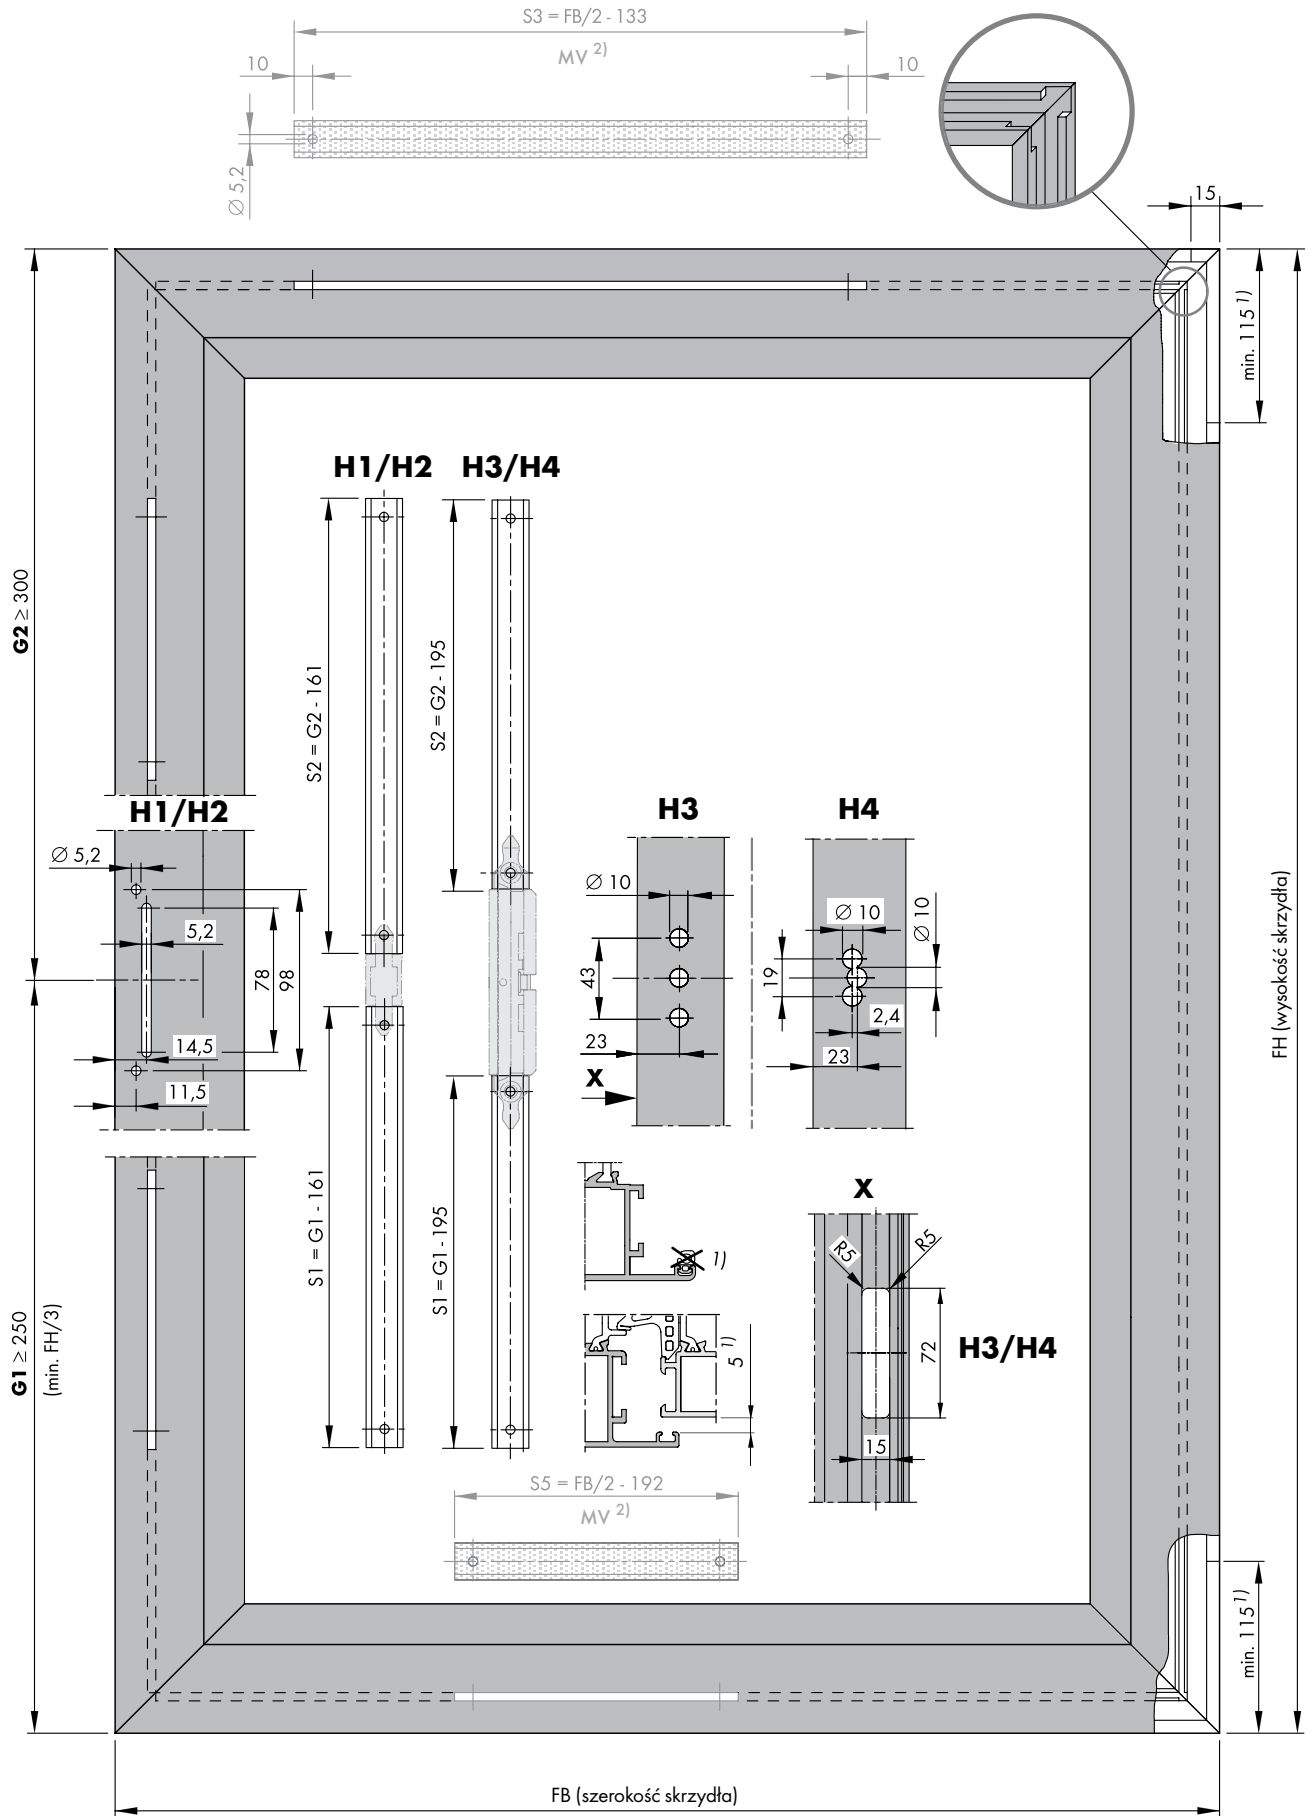 S3 = FB/2 - 133
MV 2)
10
10
Ø 5,2
15
min. 115 1)
H1/H2
H3/H4
G2 ≥ 300
S2 = G2 - 161
S2 = G2 - 195
H1/H2
H3
H4
Ø 5,2
Ø 10
Ø 10
Ø 10
5,2
78
98
43
19
2,4
14,5
23
23
11,5
X
FH (wysokość skrzydła)
S1 = G1 - 161
S1 = G1 - 195
X
1)
R5
R5
G1 ≥ 250
(min. FH/3)
5 1)
72
H3/H4
15
S5 = FB/2 - 192
MV 2)
min. 115 1)
FB (szerokość skrzydła)